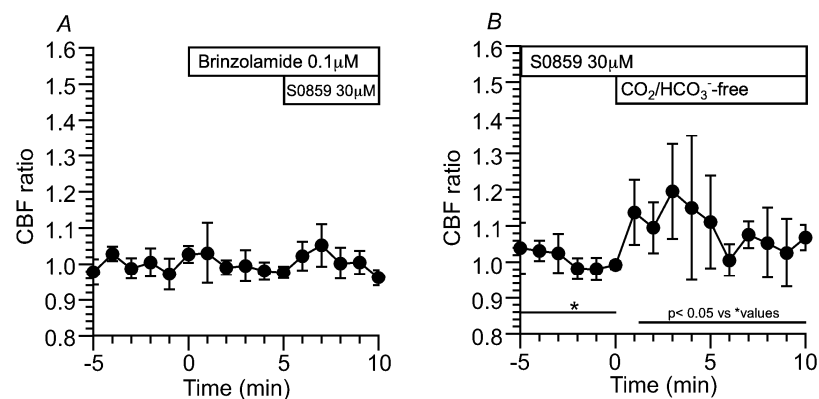 A
1.6
1.5
1.4
1.3
1.2
1.1
1.0
0.9
0.8
CBF ratio
Brinzolamide 0.1µM
S0859 30µM
-5
0
5
10
Time (min)
B
1.6
1.5
1.4
1.3
1.2
1.1
1.0
0.9
0.8
CBF ratio
S0859 30µM
CO₂/HCO₃⁻-free
*
p< 0.05 vs *values
-5
0
5
10
Time (min)